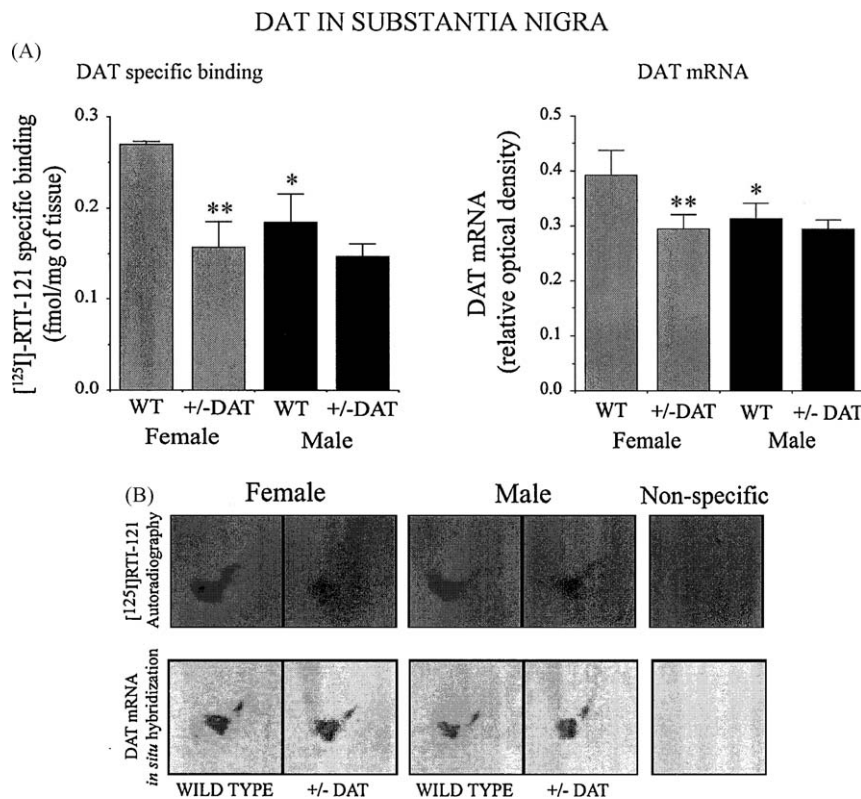 DAT IN SUBSTANTIA NIGRA
(A)
DAT specific binding
[¹²⁵I]-RTI-121 specific binding
(fmol/mg of tissue)
0.3
0.2
0.1
0.0
**
*
WT
+/-DAT
WT
+/-DAT
Female
Male
DAT mRNA
DAT mRNA
(relative optical density)
0.5
0.4
0.3
0.2
0.1
0.0
**
*
WT
+/-DAT
WT
+/- DAT
Female
Male
(B)
Female
Male
Non-specific
[¹²⁵I]RTI-121
Autoradiography
DAT mRNA
in situ hybridization
WILD TYPE
+/- DAT
WILD TYPE
+/- DAT